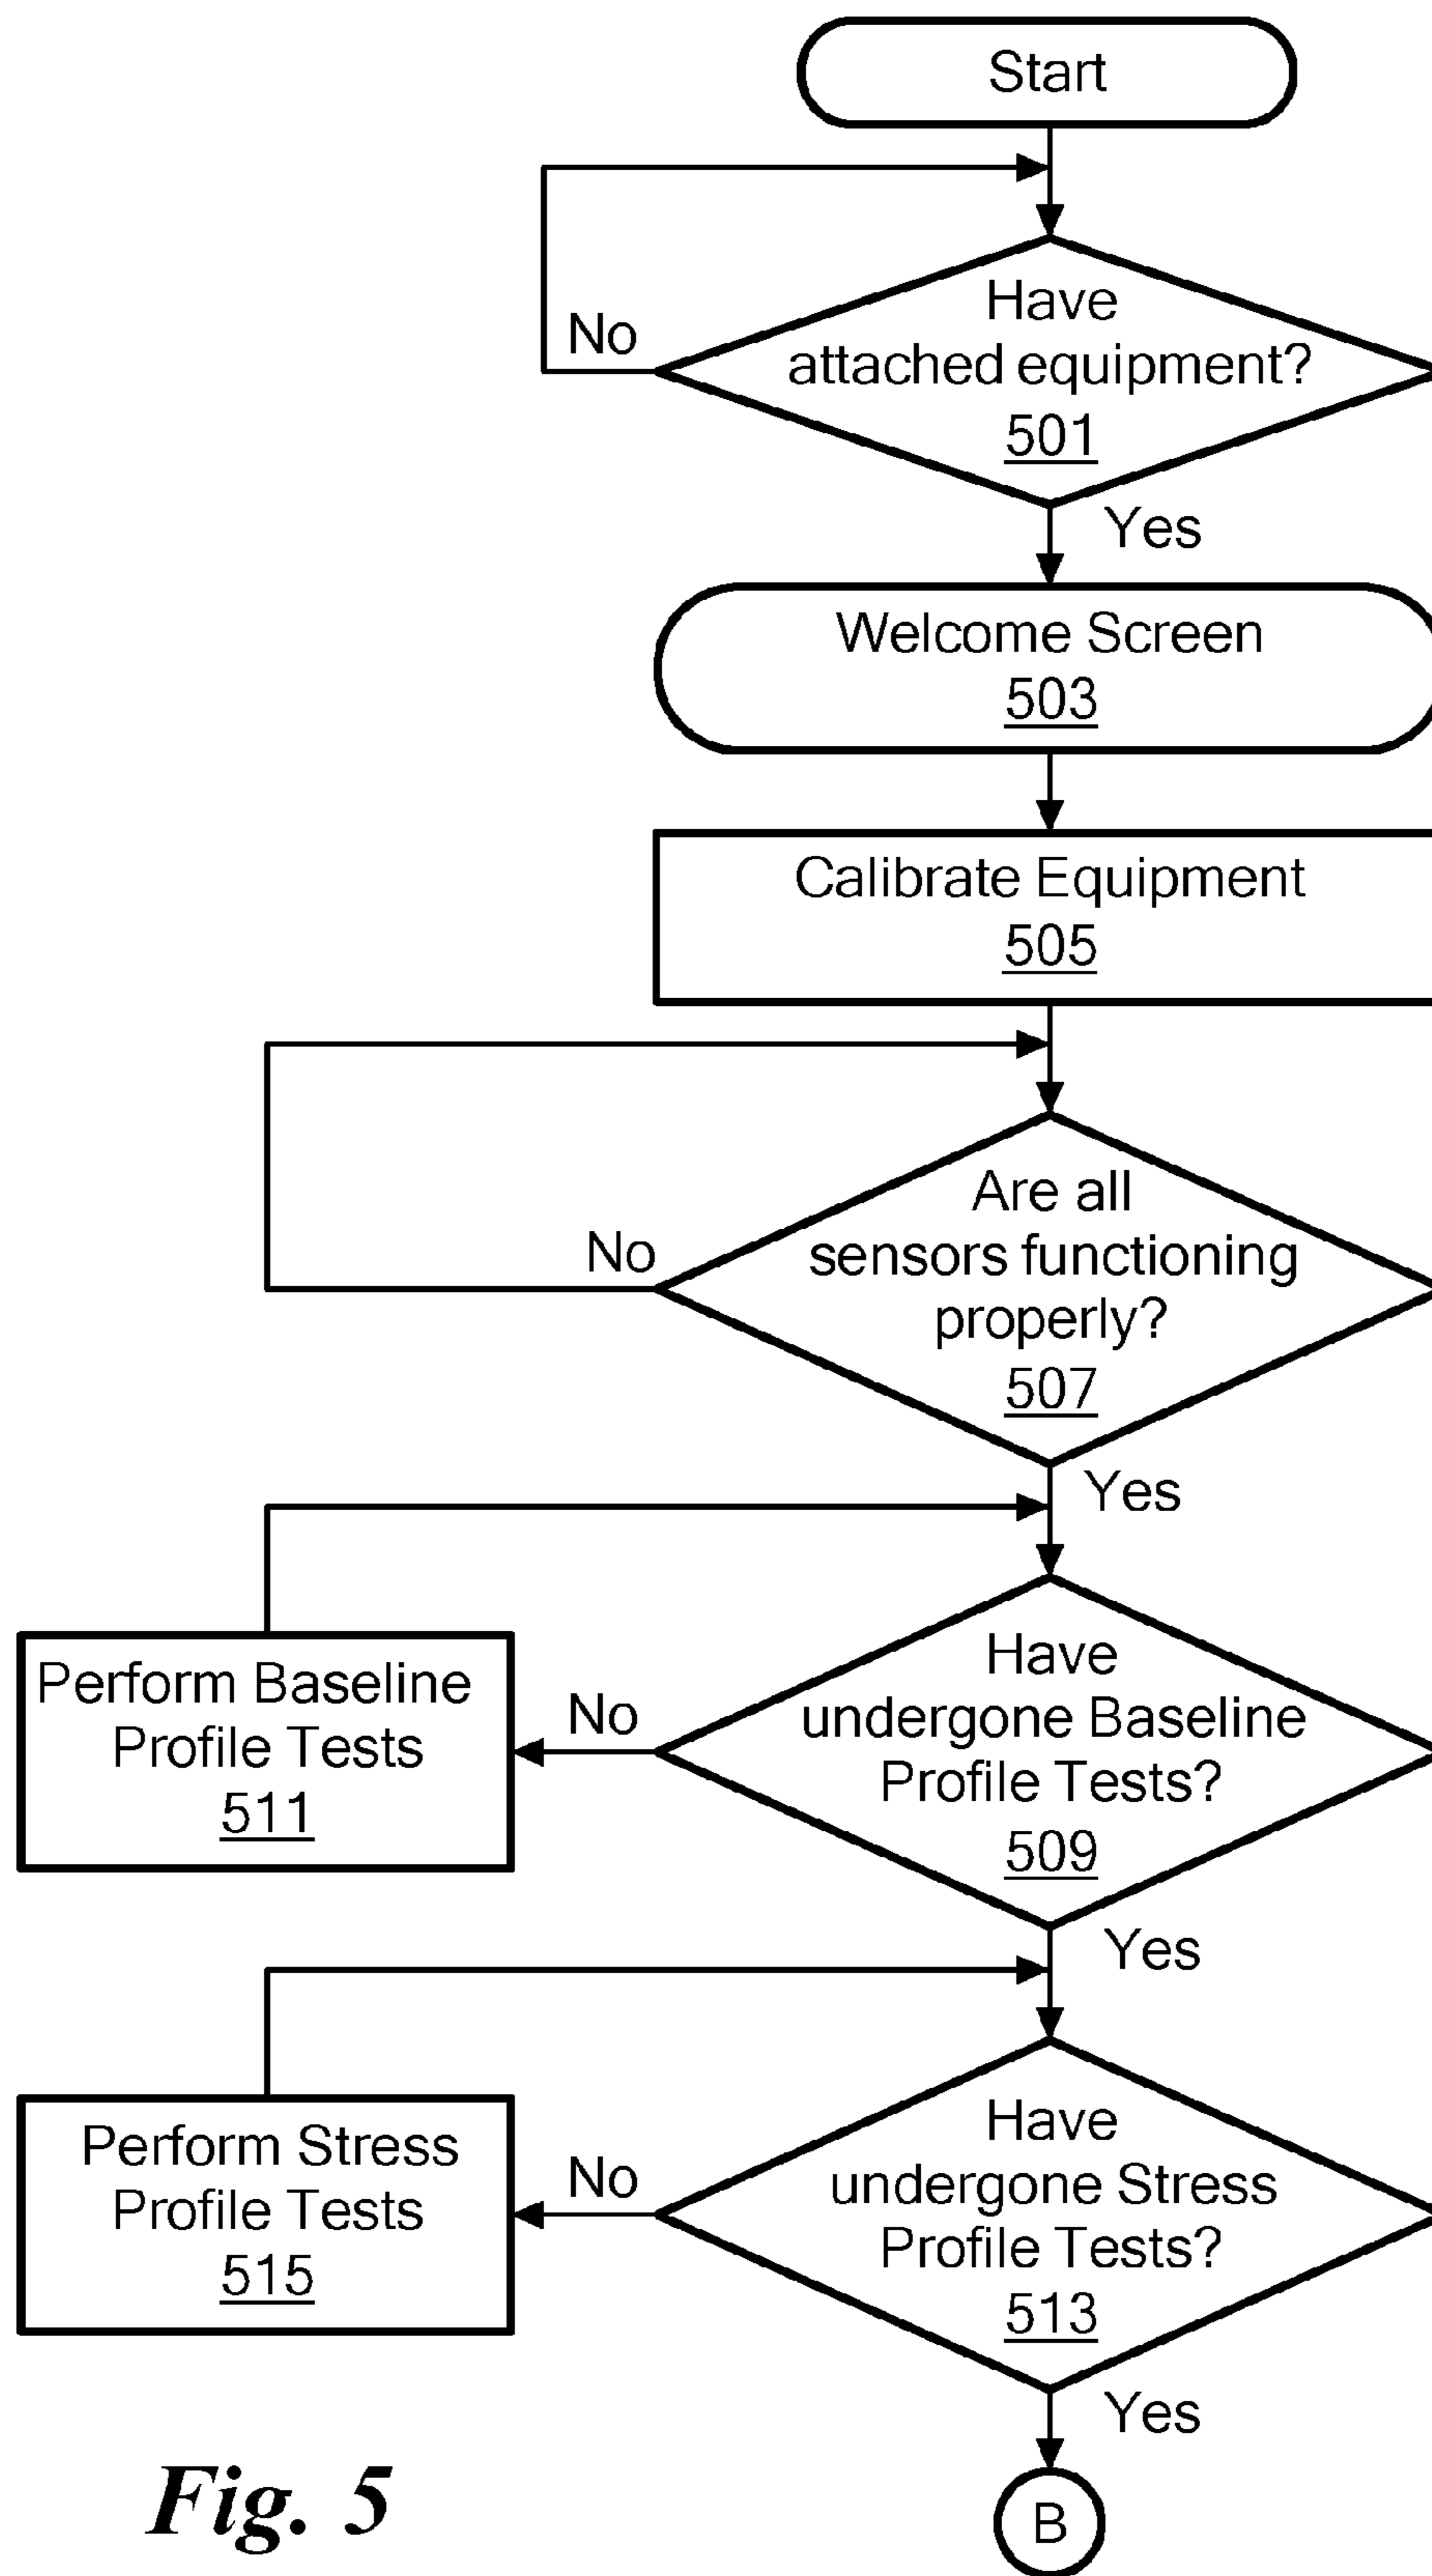 Start
Have
attached equipment?
501
No
Yes
Welcome Screen
503
Calibrate Equipment
505
Are all
sensors functioning
properly?
507
No
Yes
Have
undergone Baseline
Profile Tests?
509
No
Perform Baseline
Profile Tests
511
Yes
Have
undergone Stress
Profile Tests?
513
No
Perform Stress
Profile Tests
515
Yes
B
Fig. 5